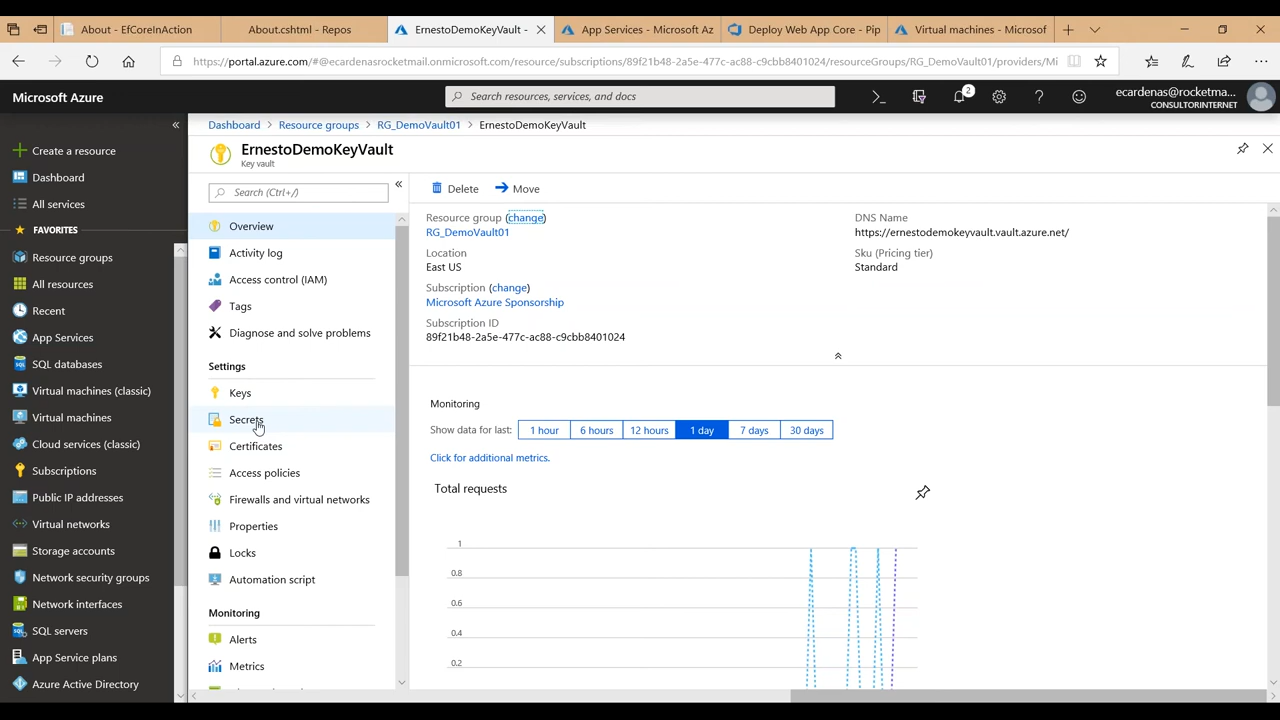 About - EfCoreInAction
About.cshtml - Repos
ErnestoDemoKeyVault -
App Services - Microsoft Az
Deploy Web App Core - Pip
Virtual machines - Microsof
https://portal.azure.com/#@ecardenasrocketmail.onmicrosoft.com/resource/subscriptions/89f21b48-2a5e-477c-ac88-c9cbb8401024/resourceGroups/RG_DemoVault01/providers/Mi
Microsoft Azure
Search resources, services, and docs
2
ecardenas@rocketma...
CONSULTORINTERNET
Create a resource
Dashboard
All services
FAVORITES
Resource groups
All resources
Recent
App Services
SQL databases
Virtual machines (classic)
Virtual machines
Cloud services (classic)
Subscriptions
Public IP addresses
Virtual networks
Storage accounts
Network security groups
Network interfaces
SQL servers
App Service plans
Azure Active Directory
Dashboard > Resource groups > RG_DemoVault01 > ErnestoDemoKeyVault
ErnestoDemoKeyVault
Key vault
Search (Ctrl+/)
Overview
Activity log
Access control (IAM)
Tags
Diagnose and solve problems
Settings
Keys
Secrets
Certificates
Access policies
Firewalls and virtual networks
Properties
Locks
Automation script
Monitoring
Alerts
Metrics
Delete
Move
Resource group (change)
RG_DemoVault01
Location
East US
Subscription (change)
Microsoft Azure Sponsorship
Subscription ID
89f21b48-2a5e-477c-ac88-c9cbb8401024
DNS Name
https://ernestodemokeyvault.vault.azure.net/
Sku (Pricing tier)
Standard
Monitoring
Show data for last:
1 hour
6 hours
12 hours
1 day
7 days
30 days
Click for additional metrics.
Total requests
1
0.8
0.6
0.4
0.2